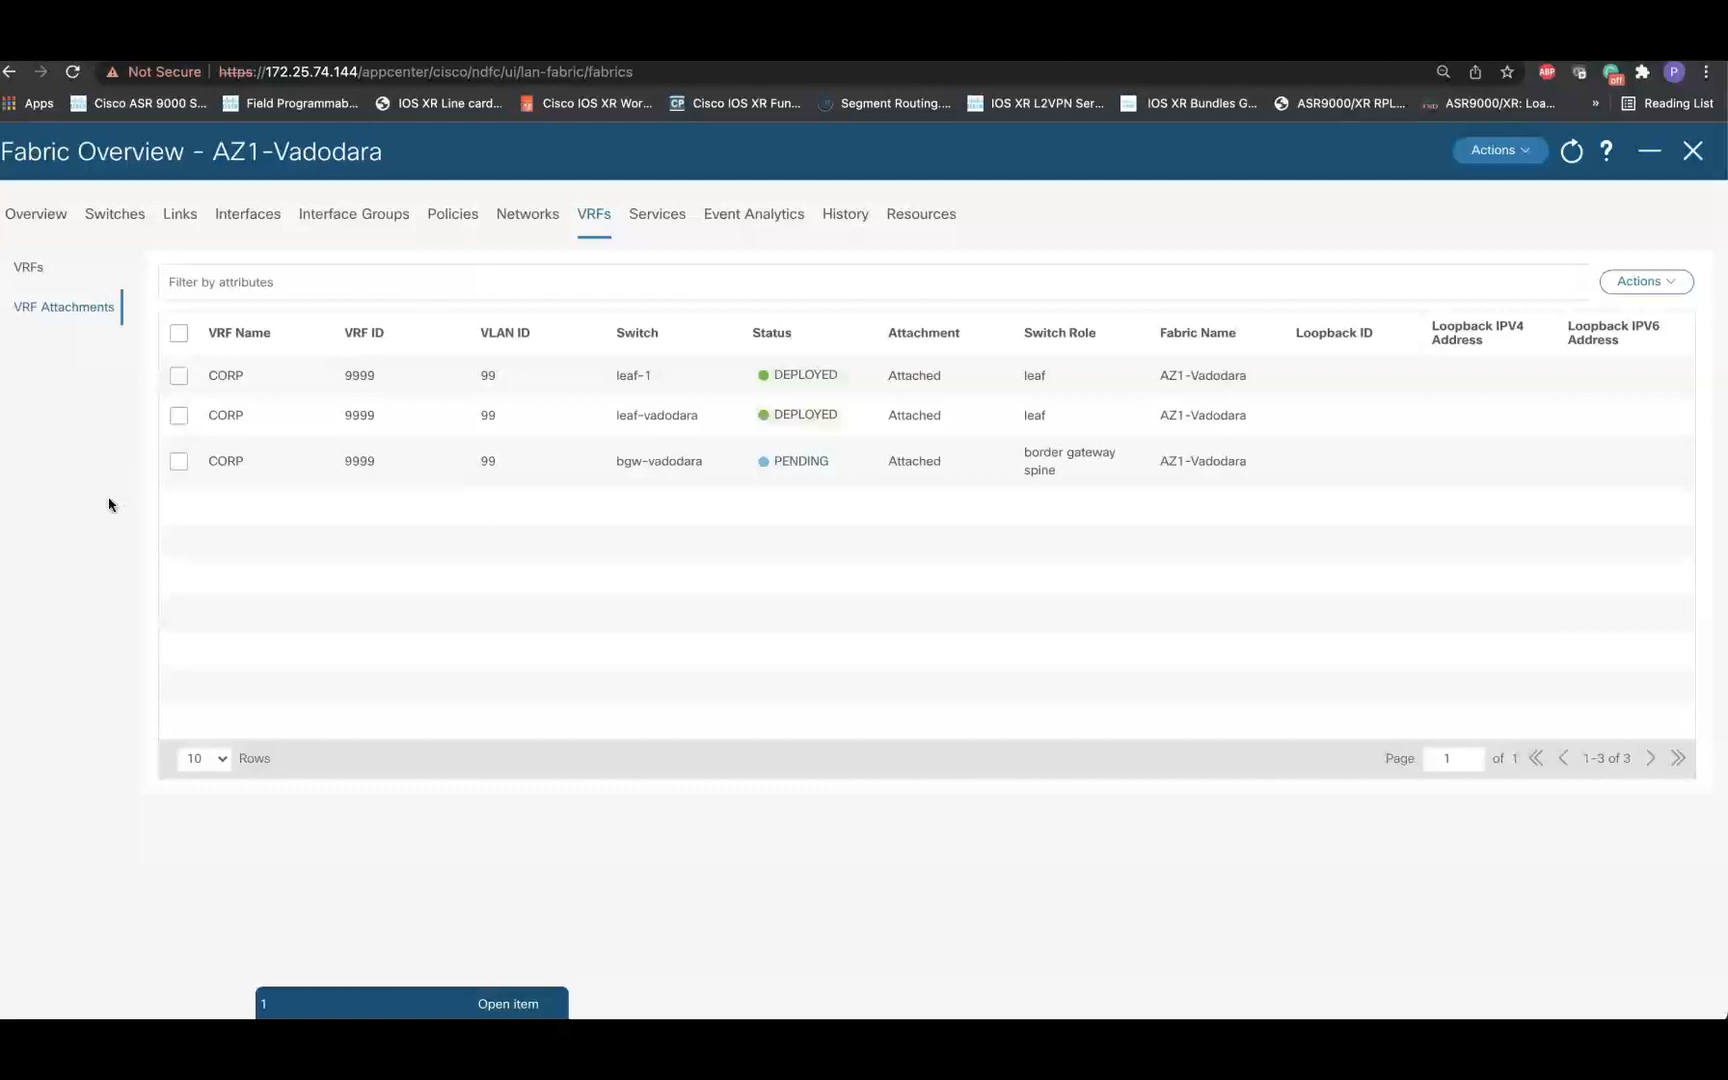 Not Secure | https://172.25.74.144/appcenter/cisco/ndfc/ui/lan-fabric/fabrics ABP off P
Apps Cisco ASR 9000 S... Field Programmab... IOS XR Line card... Cisco IOS XR Wor... CP Cisco IOS XR Fun... Segment Routing.... IOS XR L2VPN Ser... IOS XR Bundles G... ASR9000/XR RPL... ASR9000/XR: Loa... » Reading List
Fabric Overview - AZ1-Vadodara Actions ?
Overview Switches Links Interfaces Interface Groups Policies Networks VRFs Services Event Analytics History Resources
VRFs
VRF Attachments
Filter by attributes Actions
VRF Name VRF ID VLAN ID Switch Status Attachment Switch Role Fabric Name Loopback ID Loopback IPV4 Address Loopback IPV6 Address
CORP 9999 99 leaf-1 DEPLOYED Attached leaf AZ1-Vadodara
CORP 9999 99 leaf-vadodara DEPLOYED Attached leaf AZ1-Vadodara
CORP 9999 99 bgw-vadodara PENDING Attached border gateway spine AZ1-Vadodara
10 Rows Page 1 of 1 1-3 of 3
1 Open item